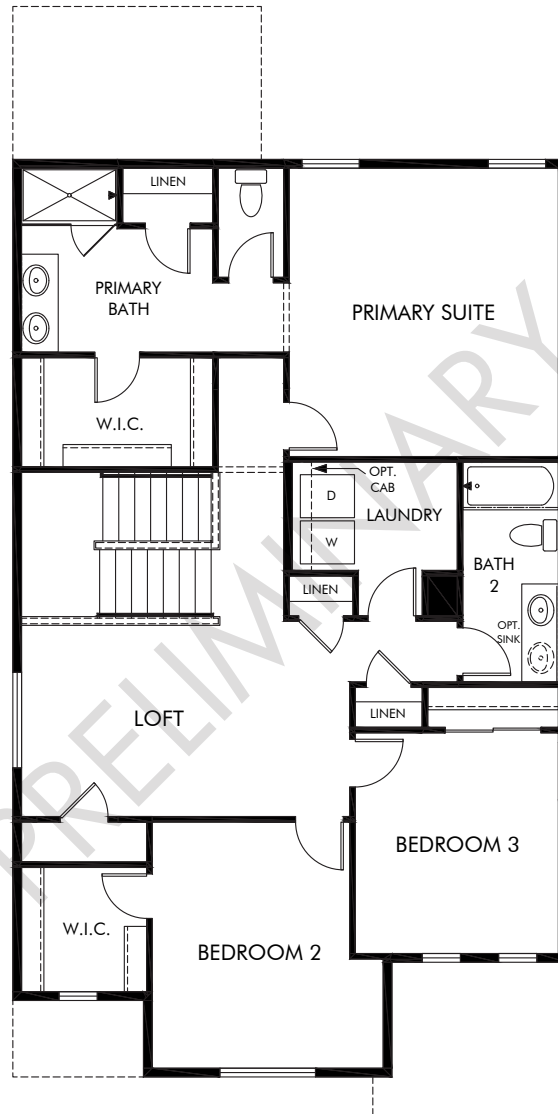 LINEN
PRIMARY
BATH
PRIMARY SUITE
W.I.C.
OPT.
CAB
D
LAUNDRY
W
BATH
2
LINEN
OPT.
SINK
LOFT
LINEN
BEDROOM 3
W.I.C.
BEDROOM 2
PRELIMINARY